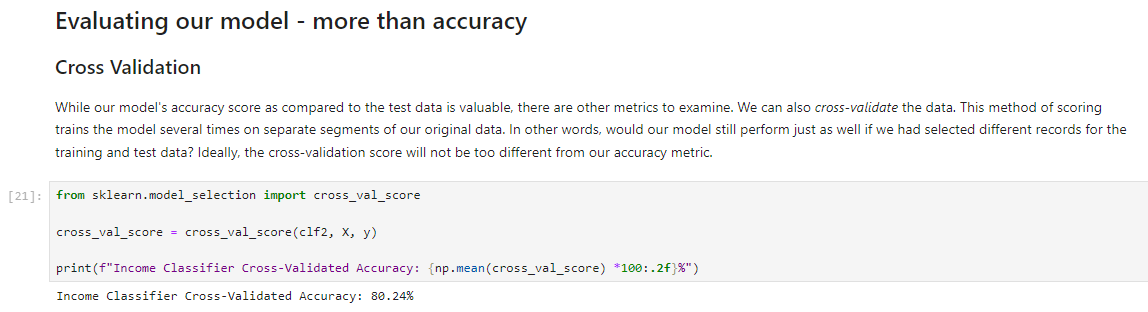 Evaluating our model - more than accuracy
Cross Validation
While our model's accuracy score as compared to the test data is valuable, there are other metrics to examine. We can also cross-validate the data. This method of scoring
trains the model several times on separate segments of our original data. In other words, would our model still perform just as well if we had selected different records for the
training and test data? Ideally, the cross-validation score will not be too different from our accuracy metric.
[21]: from sklearn.model_selection import cross_val_score
cross_val_score = cross_val_score(clf2, X, y)
print(f"Income Classifier Cross-Validated Accuracy: {np.mean(cross_val_score) *100:.2f}%")
Income Classifier Cross-Validated Accuracy: 80.24%